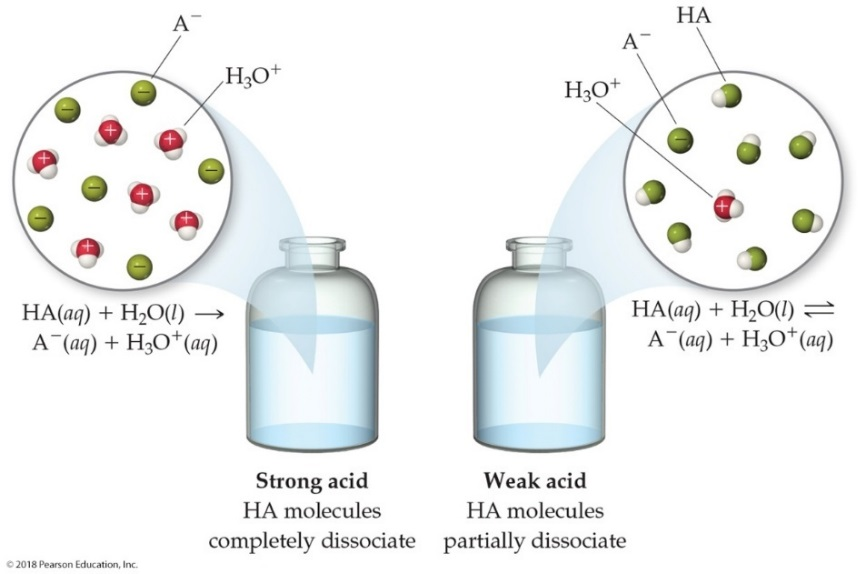 A⁻
H₃O⁺
HA(aq) + H₂O(l) ⟶
A⁻(aq) + H₃O⁺(aq)
HA
A⁻
H₃O⁺
HA(aq) + H₂O(l) ⇌
A⁻(aq) + H₃O⁺(aq)
Strong acid
HA molecules
completely dissociate
Weak acid
HA molecules
partially dissociate
© 2018 Pearson Education, Inc.